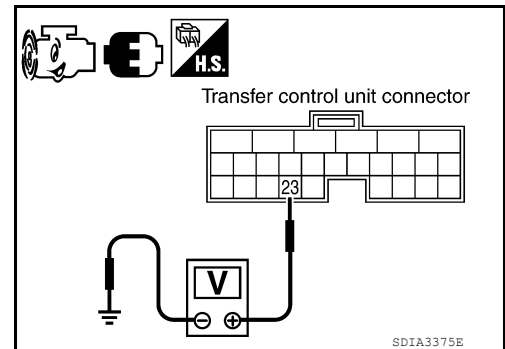 H.S.
Transfer control unit connector
23
V
− +
SDIA3375E